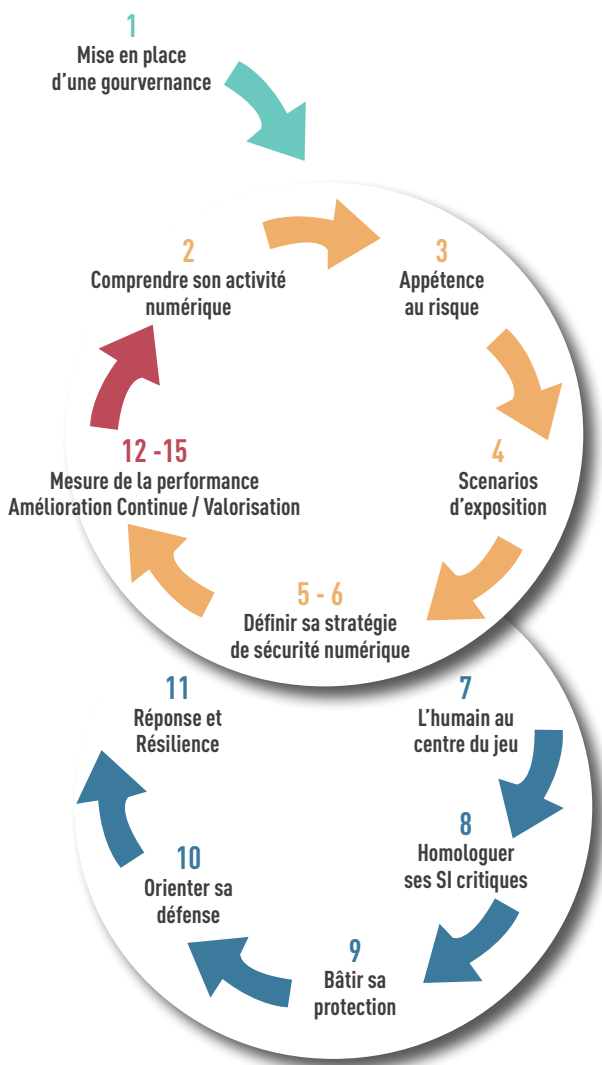 1
Mise en place
d'une gourvernance
2
Comprendre son activité
numérique
3
Appétence
au risque
4
Scenarios
d'exposition
5 - 6
Définir sa stratégie
de sécurité numérique
12 -15
Mesure de la performance
Amélioration Continue / Valorisation
7
L'humain au
centre du jeu
8
Homologuer
ses SI critiques
9
Bâtir sa
protection
10
Orienter sa
défense
11
Réponse et
Résilience